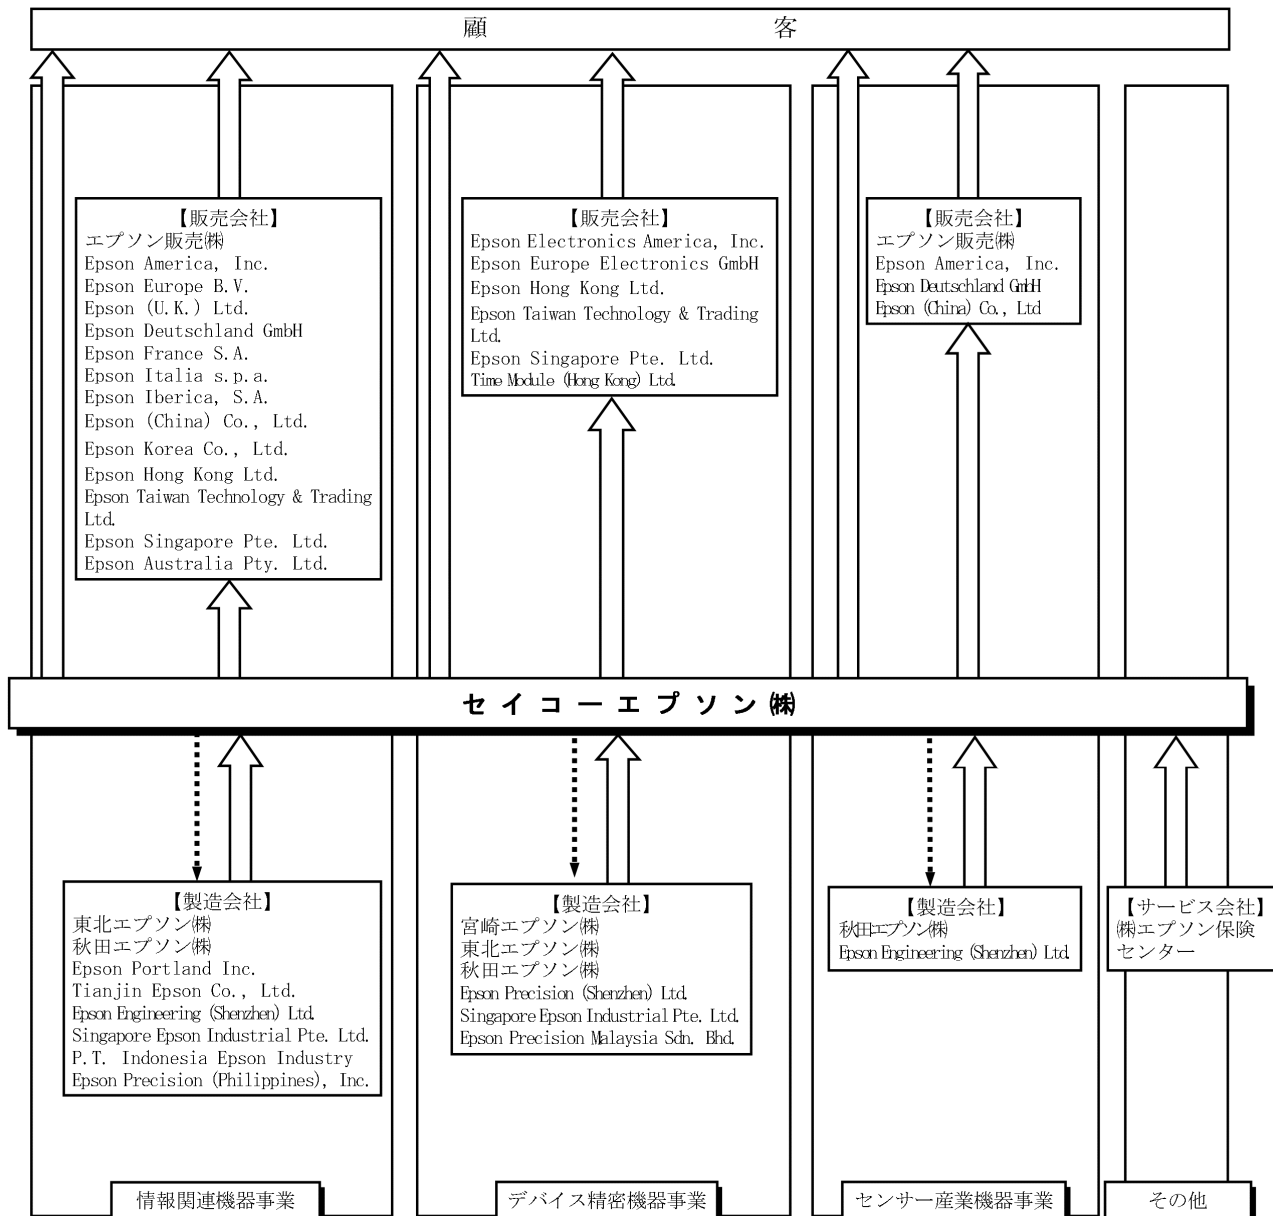 顧客
【販売会社】
エプソン販売㈱
Epson America, Inc.
Epson Europe B.V.
Epson (U.K.) Ltd.
Epson Deutschland GmbH
Epson France S.A.
Epson Italia s.p.a.
Epson Iberica, S.A.
Epson (China) Co., Ltd.
Epson Korea Co., Ltd.
Epson Hong Kong Ltd.
Epson Taiwan Technology & Trading
Ltd.
Epson Singapore Pte. Ltd.
Epson Australia Pty. Ltd.
【販売会社】
Epson Electronics America, Inc.
Epson Europe Electronics GmbH
Epson Hong Kong Ltd.
Epson Taiwan Technology & Trading
Ltd.
Epson Singapore Pte. Ltd.
Time Module (Hong Kong) Ltd.
【販売会社】
エプソン販売㈱
Epson America, Inc.
Epson Deutschland GmbH
Epson (China) Co., Ltd
セイコーエプソン㈱
【製造会社】
東北エプソン㈱
秋田エプソン㈱
Epson Portland Inc.
Tianjin Epson Co., Ltd.
Epson Engineering (Shenzhen) Ltd.
Singapore Epson Industrial Pte. Ltd.
P.T. Indonesia Epson Industry
Epson Precision (Philippines), Inc.
【製造会社】
宮崎エプソン㈱
東北エプソン㈱
秋田エプソン㈱
Epson Precision (Shenzhen) Ltd.
Singapore Epson Industrial Pte. Ltd.
Epson Precision Malaysia Sdn. Bhd.
【製造会社】
秋田エプソン㈱
Epson Engineering (Shenzhen) Ltd.
【サービス会社】
㈱エプソン保険
センター
情報関連機器事業
デバイス精密機器事業
センサー産業機器事業
その他